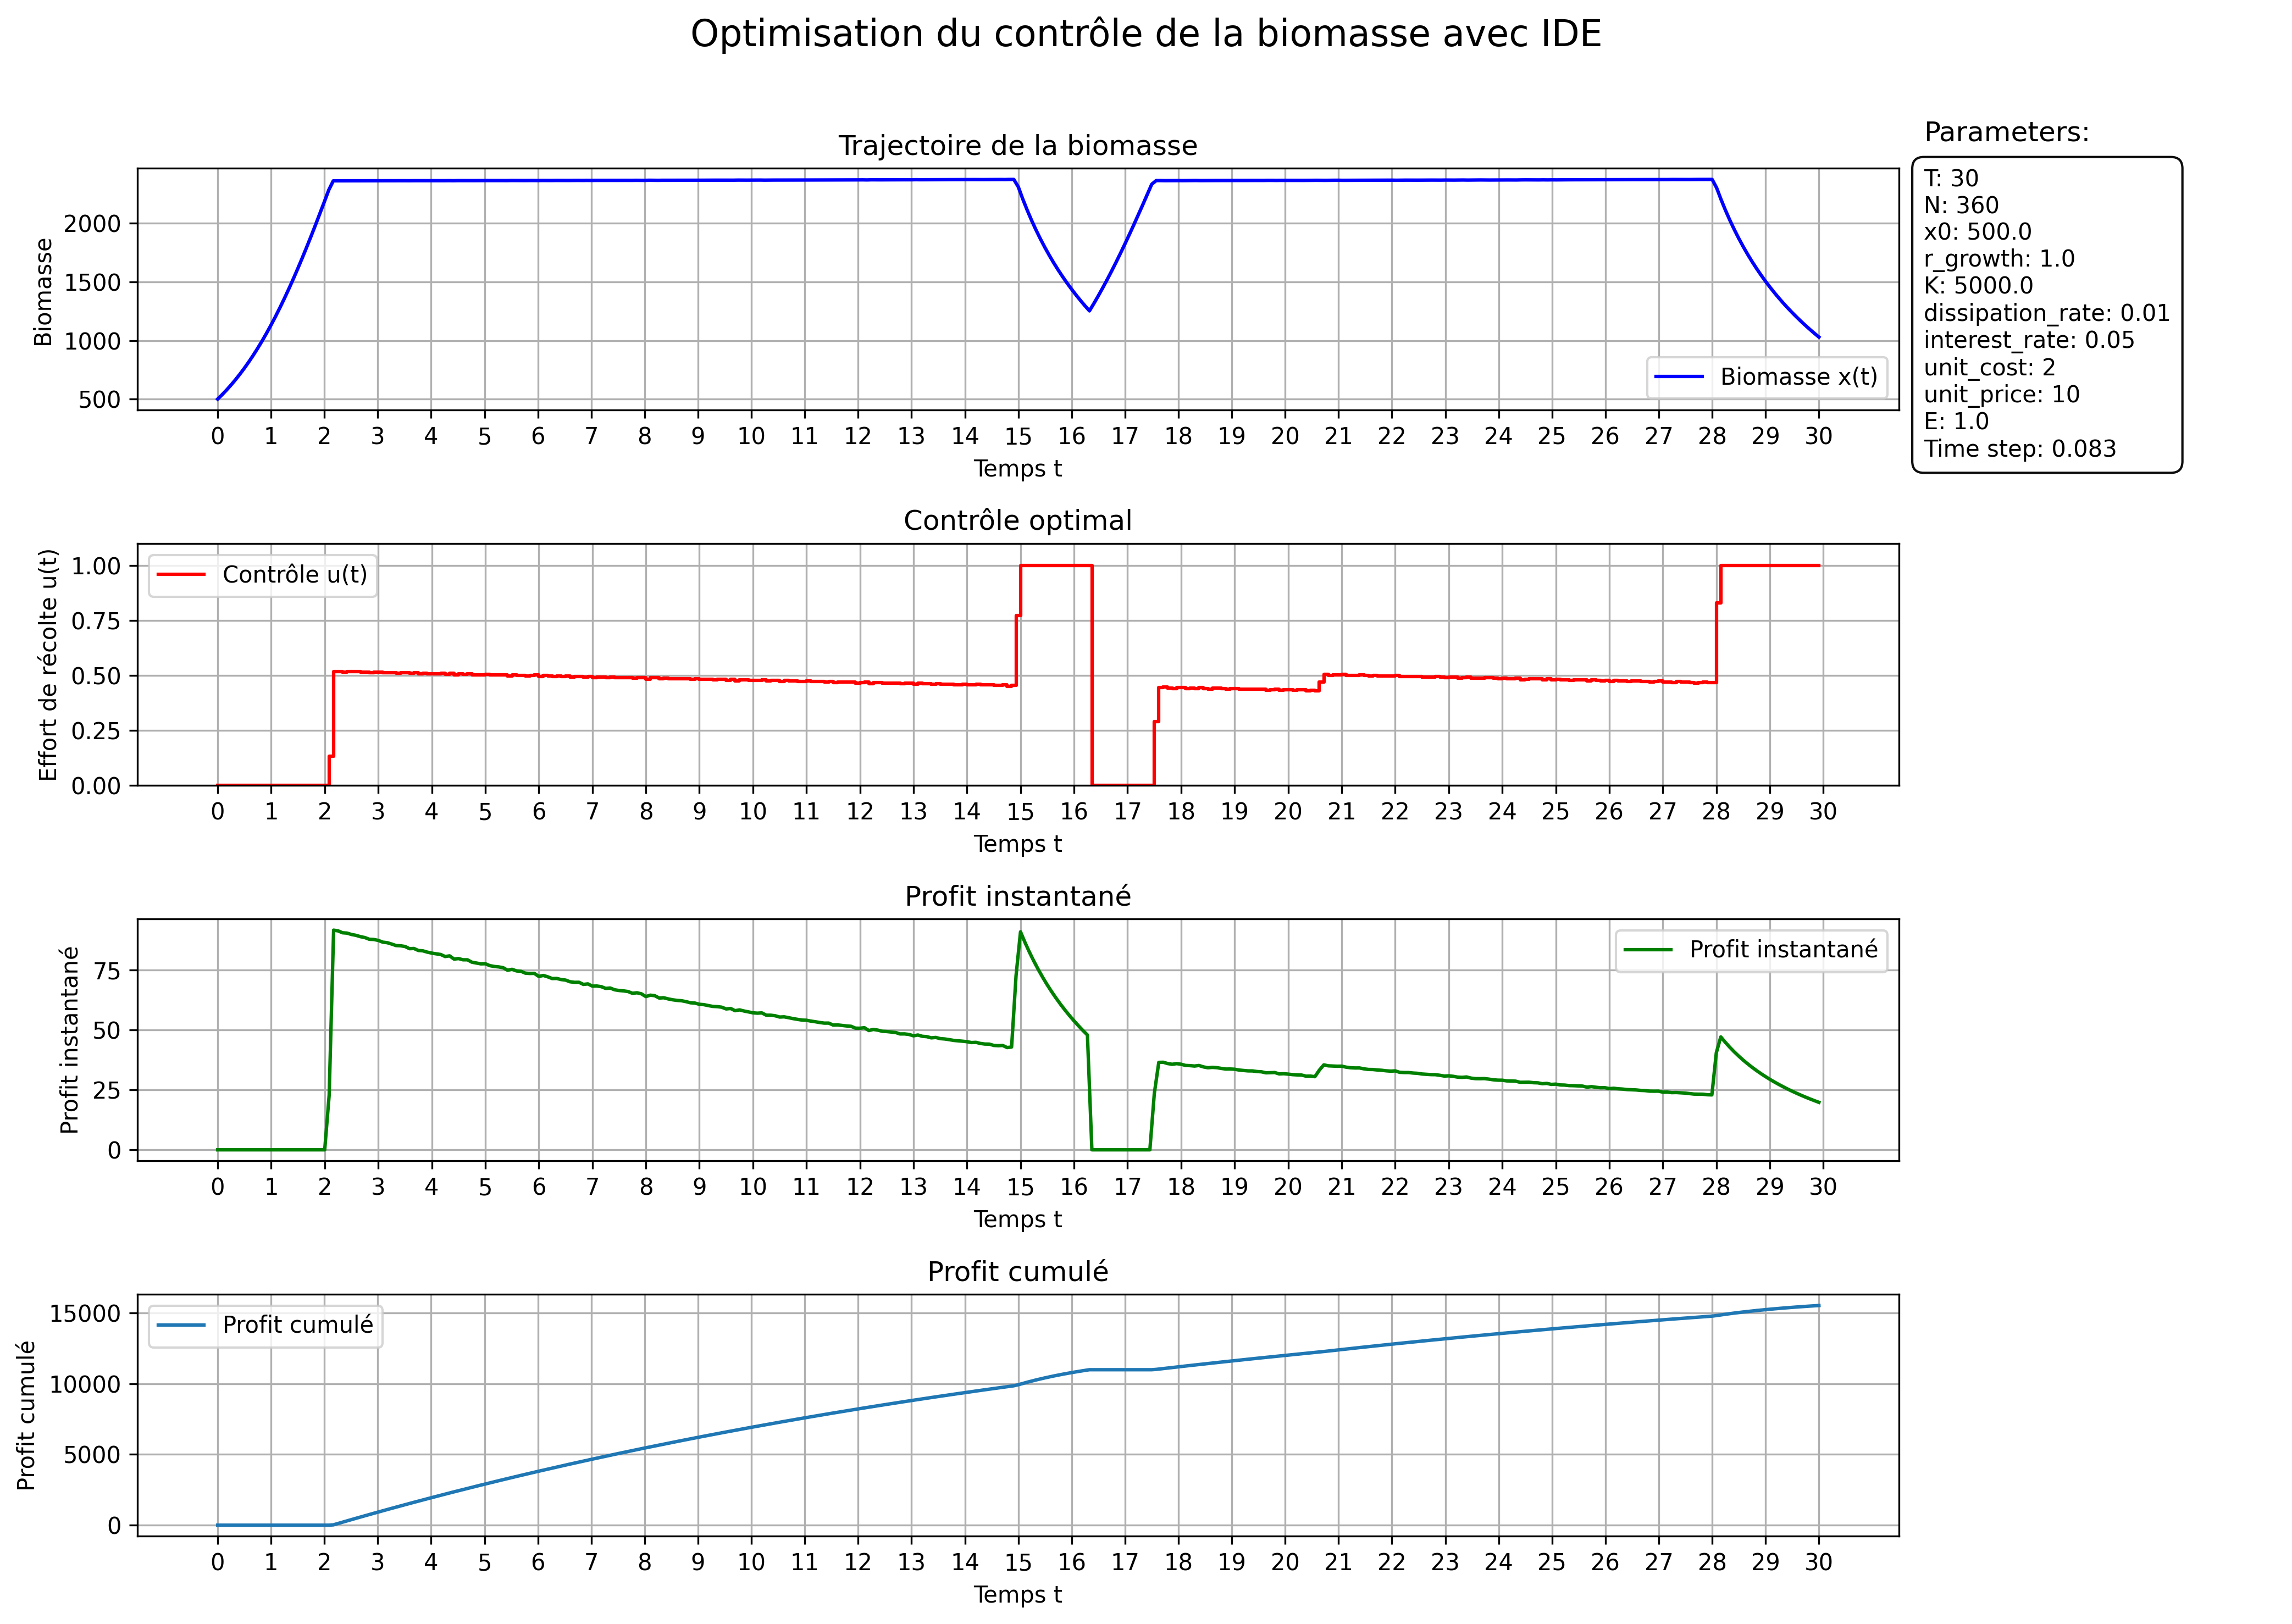 Optimisation du contrôle de la biomasse avec IDE
Trajectoire de la biomasse
Biomasse
2000
1500
1000
500
Biomasse x(t)
0 1 2 3 4 5 6 7 8 9 10 11 12 13 14 15 16 17 18 19 20 21 22 23 24 25 26 27 28 29 30
Temps t
Parameters:
T: 30
N: 360
x0: 500.0
r_growth: 1.0
K: 5000.0
dissipation_rate: 0.01
interest_rate: 0.05
unit_cost: 2
unit_price: 10
E: 1.0
Time step: 0.083
Contrôle optimal
Effort de récolte u(t)
1.00
0.75
0.50
0.25
0.00
Contrôle u(t)
0 1 2 3 4 5 6 7 8 9 10 11 12 13 14 15 16 17 18 19 20 21 22 23 24 25 26 27 28 29 30
Temps t
Profit instantané
Profit instantané
75
50
25
0
Profit instantané
0 1 2 3 4 5 6 7 8 9 10 11 12 13 14 15 16 17 18 19 20 21 22 23 24 25 26 27 28 29 30
Temps t
Profit cumulé
Profit cumulé
15000
10000
5000
0
Profit cumulé
0 1 2 3 4 5 6 7 8 9 10 11 12 13 14 15 16 17 18 19 20 21 22 23 24 25 26 27 28 29 30
Temps t